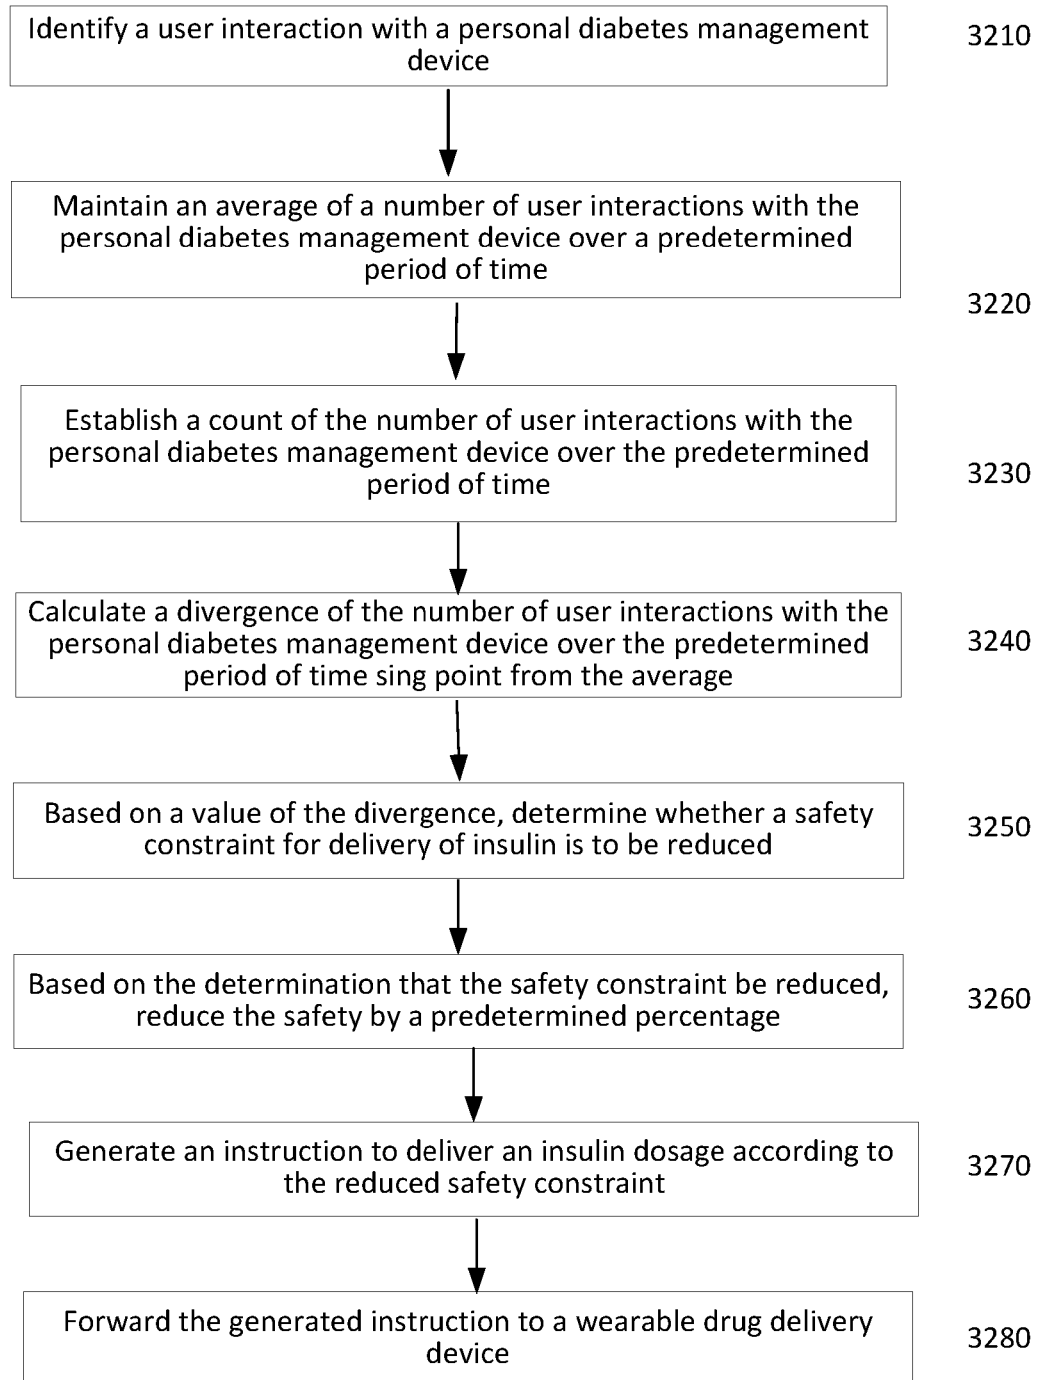 Identify a user interaction with a personal diabetes management
device
3210
Maintain an average of a number of user interactions with the
personal diabetes management device over a predetermined
period of time
3220
Establish a count of the number of user interactions with the
personal diabetes management device over the predetermined
period of time
3230
Calculate a divergence of the number of user interactions with the
personal diabetes management device over the predetermined
period of time sing point from the average
3240
Based on a value of the divergence, determine whether a safety
constraint for delivery of insulin is to be reduced
3250
Based on the determination that the safety constraint be reduced,
reduce the safety by a predetermined percentage
3260
Generate an instruction to deliver an insulin dosage according to
the reduced safety constraint
3270
Forward the generated instruction to a wearable drug delivery
device
3280